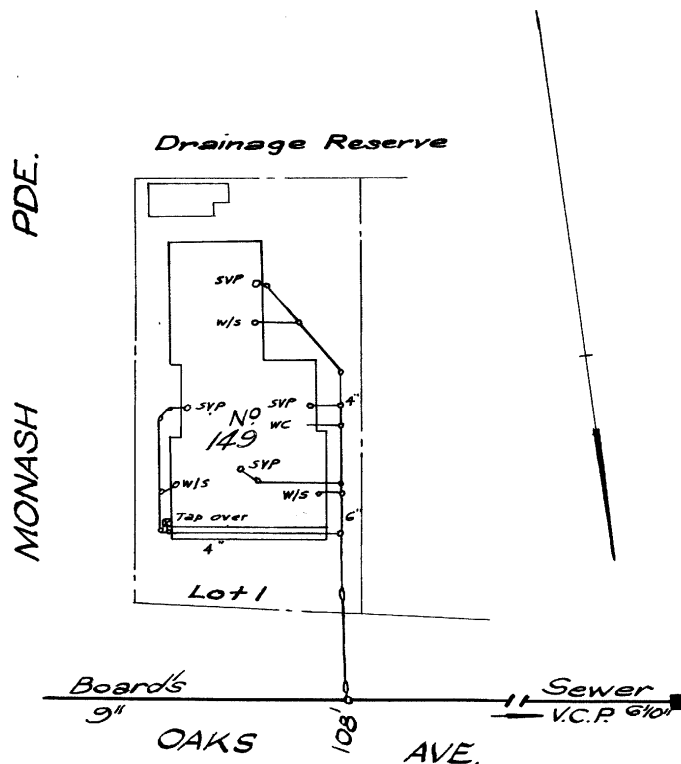 Drainage Reserve
PDE.
MONASH
SVP
W/S
SVP
SVP
4"
No
149
WC
SVP
W/S
W/S
Tap over
6"
4"
Lot 1
Board's
Sewer
9"
108'
V.C.P.
6'10"
OAKS
AVE.